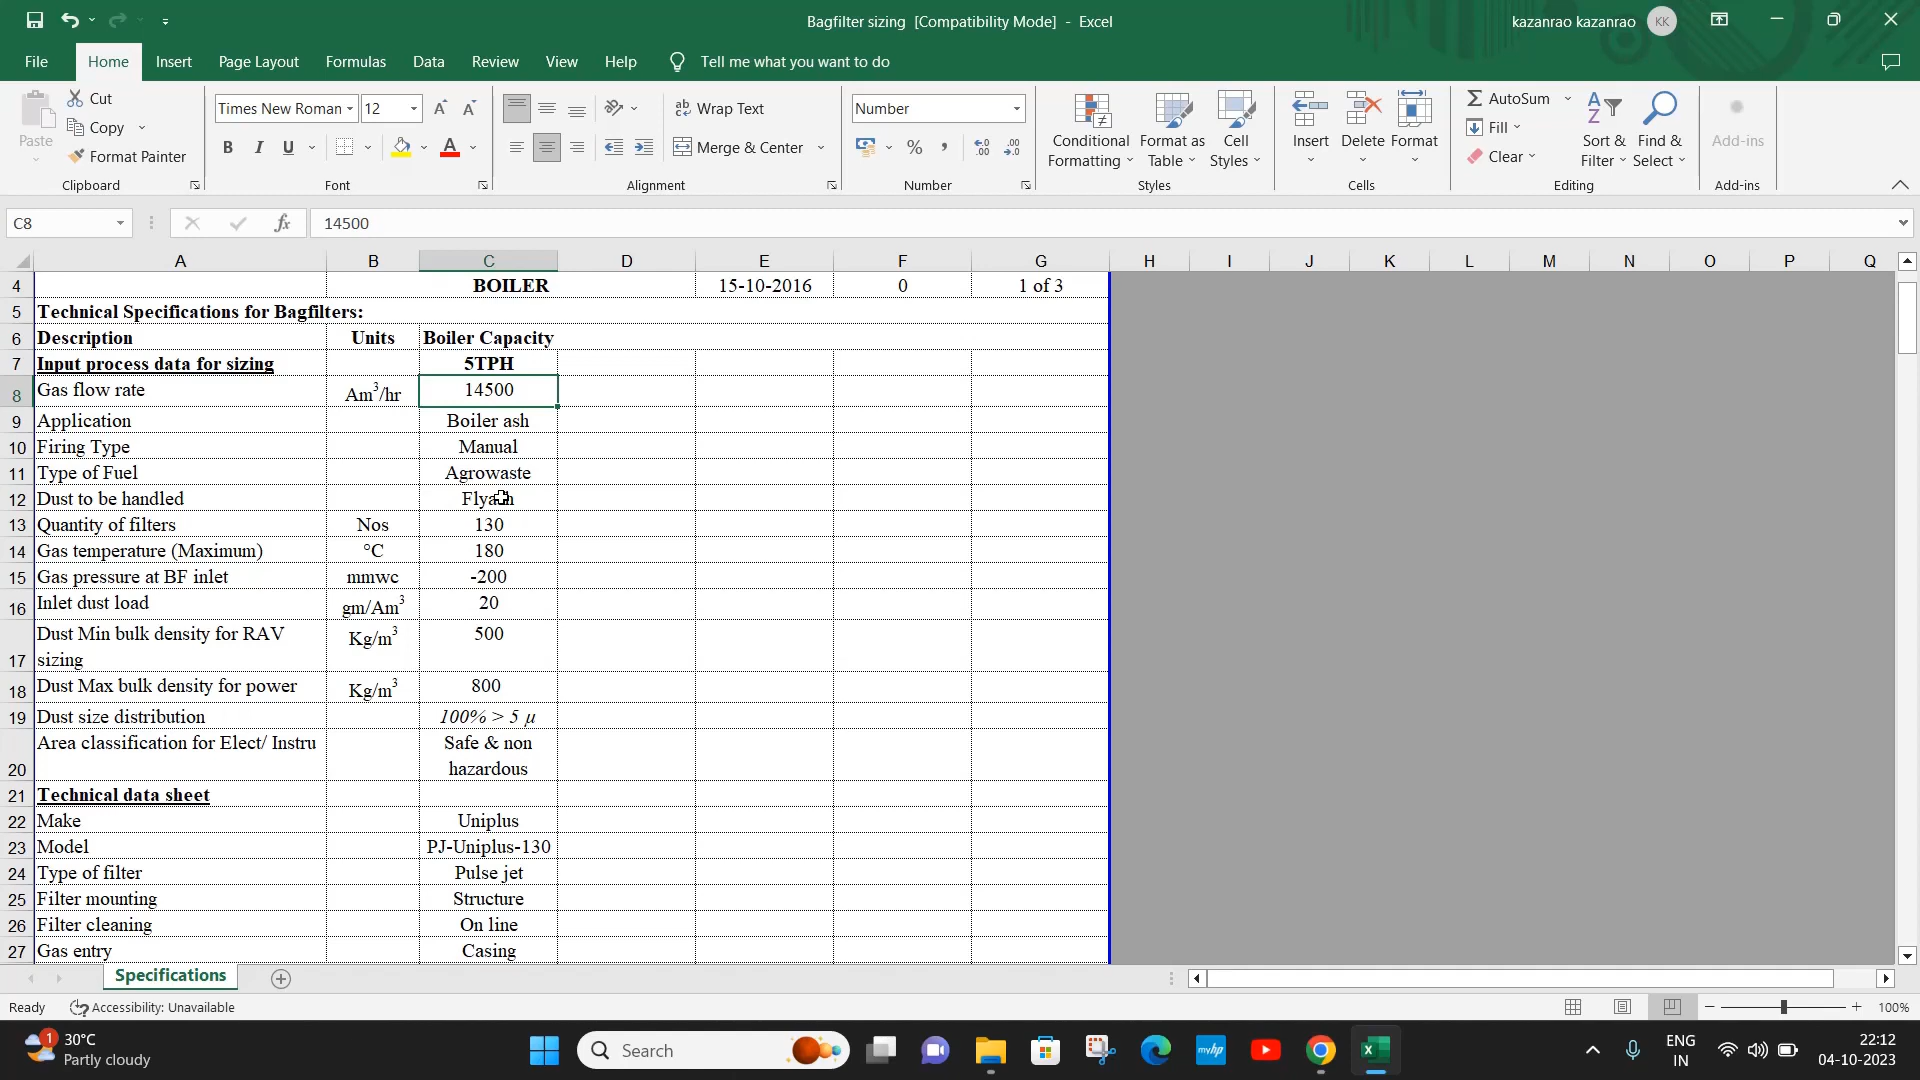 Bagfilter sizing [Compatibility Mode] - Excel
kazanrao kazanrao
KK
File Home Insert Page Layout Formulas Data Review View Help Tell me what you want to do
Paste
Cut
Copy
Format Painter
Clipboard
Times New Roman 12
B I U
Font
Wrap Text
Merge & Center
Alignment
Number
Number
Conditional Formatting
Format as Table
Cell Styles
Styles
Insert
Delete
Format
Cells
AutoSum
Fill
Clear
Sort & Filter
Find & Select
Editing
Add-ins
Add-ins
C8 fx 14500
A B C D E F G H I J K L M N O P Q
4 BOILER 15-10-2016 0 1 of 3
5 Technical Specifications for Bagfilters:
6 Description Units Boiler Capacity
7 Input process data for sizing 5TPH
8 Gas flow rate Am³/hr 14500
9 Application Boiler ash
10 Firing Type Manual
11 Type of Fuel Agrowaste
12 Dust to be handled
13 Quantity of filters Nos 130
14 Gas temperature (Maximum) °C 180
15 Gas pressure at BF inlet mmwc -200
16 Inlet dust load gm/Am³ 20
17 Dust Min bulk density for RAV sizing Kg/m³ 500
18 Dust Max bulk density for power Kg/m³ 800
19 Dust size distribution 100% > 5 µ
20 Area classification for Elect/ Instru Safe & non hazardous
21 Technical data sheet
22 Make Uniplus
23 Model PJ-Uniplus-130
24 Type of filter Pulse jet
25 Filter mounting Structure
26 Filter cleaning On line
27 Gas entry Casing
Specifications
Ready Accessibility: Unavailable 100%
1
30°C
Partly cloudy
Search
myhp
ENG
IN
22:12
04-10-2023